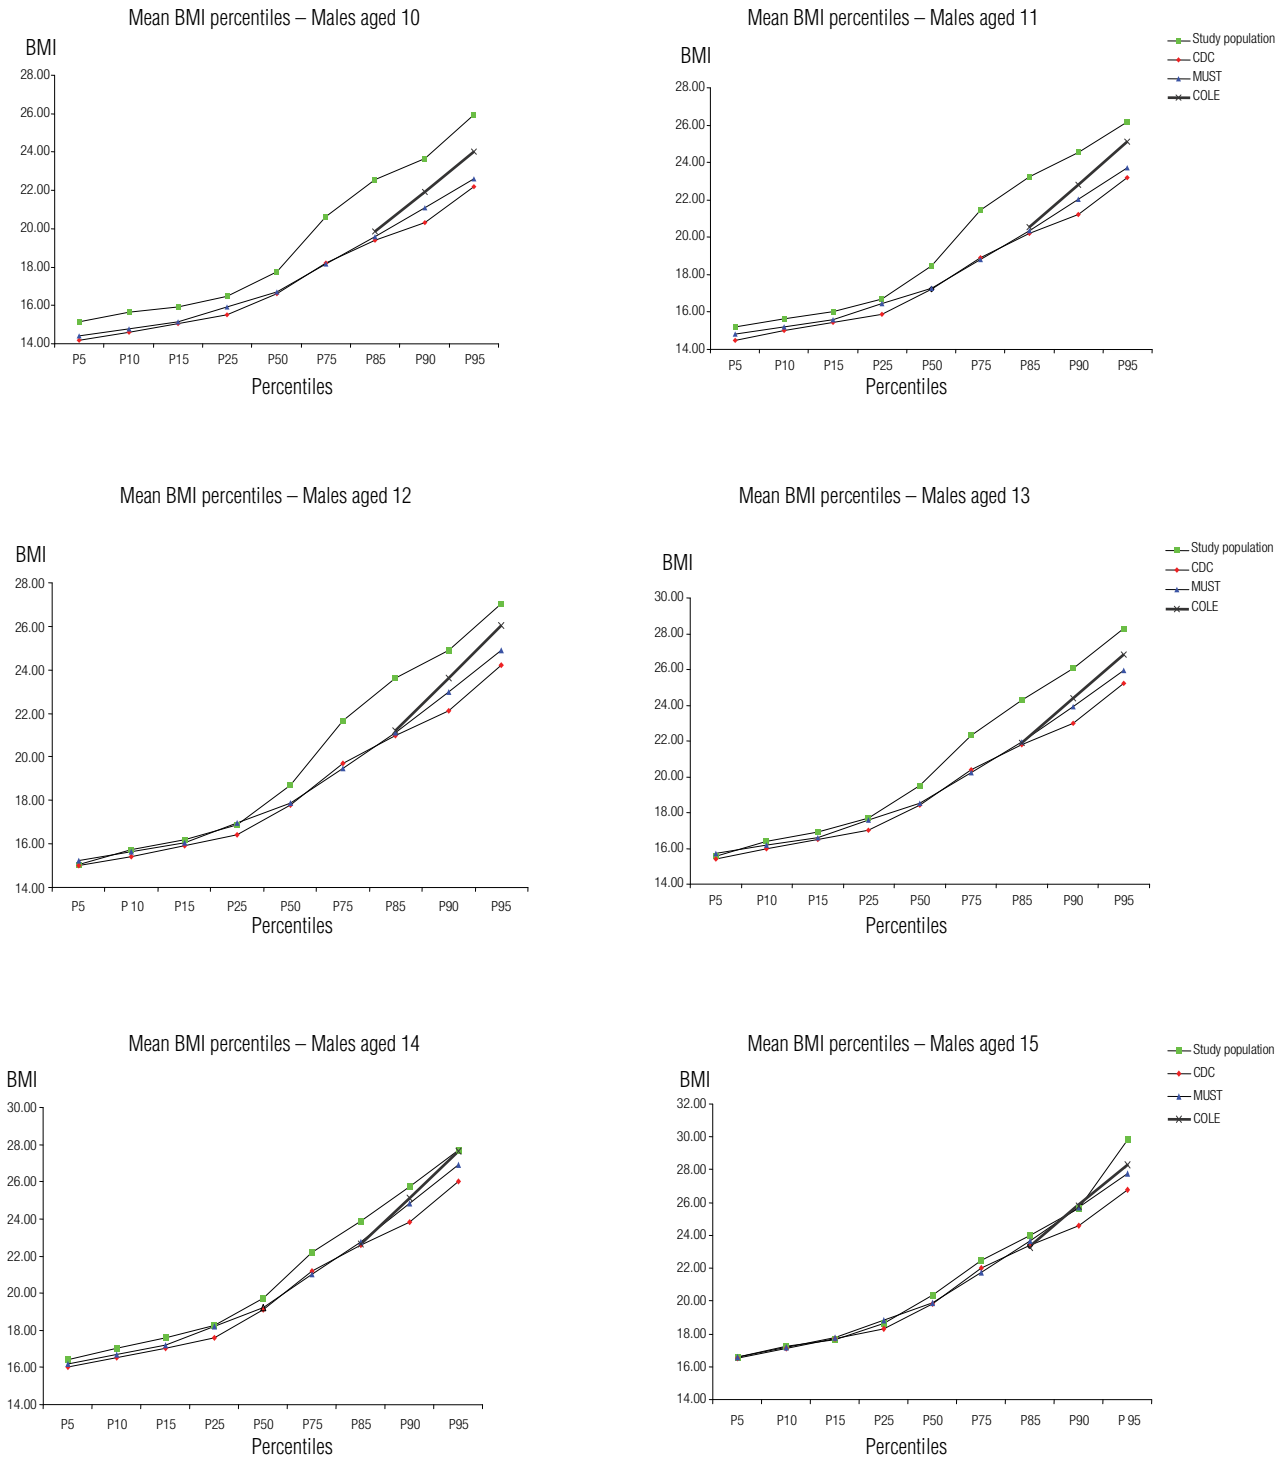 Mean BMI percentiles – Males aged 10
BMI
28.00
26.00
24.00
22.00
20.00
18.00
16.00
14.00
P5 P10 P15 P25 P50 P75 P85 P90 P95
Percentiles
Mean BMI percentiles – Males aged 11
BMI
28.00
26.00
24.00
22.00
20.00
18.00
16.00
14.00
P5 P10 P15 P25 P50 P75 P85 P90 P95
Percentiles
Study population
CDC
MUST
COLE
Mean BMI percentiles – Males aged 12
BMI
28.00
26.00
24.00
22.00
20.00
18.00
16.00
14.00
P5 P 10 P15 P25 P50 P75 P85 P90 P95
Percentiles
Mean BMI percentiles – Males aged 13
BMI
30.00
28.00
26.00
24.00
22.00
20.00
18.00
16.00
14.00
P5 P10 P15 P25 P50 P75 P85 P90 P95
Percentiles
Study population
CDC
MUST
COLE
Mean BMI percentiles – Males aged 14
BMI
30.00
28.00
26.00
24.00
22.00
20.00
18.00
16.00
14.00
P5 P10 P15 P25 P50 P75 P85 P90 P95
Percentiles
Mean BMI percentiles – Males aged 15
BMI
32.00
30.00
28.00
26.00
24.00
22.00
20.00
18.00
16.00
14.00
P5 P10 P15 P25 P50 P75 P85 P90 P 95
Percentiles
Study population
CDC
MUST
COLE